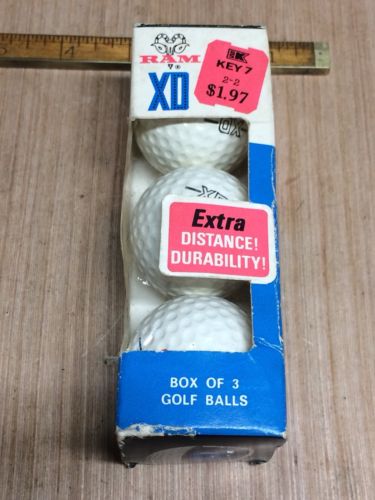 RAM
XD
KEY 7
2-2
$1.97
XD
Extra
DISTANCE!
DURABILITY!
BOX OF 3
GOLF BALLS